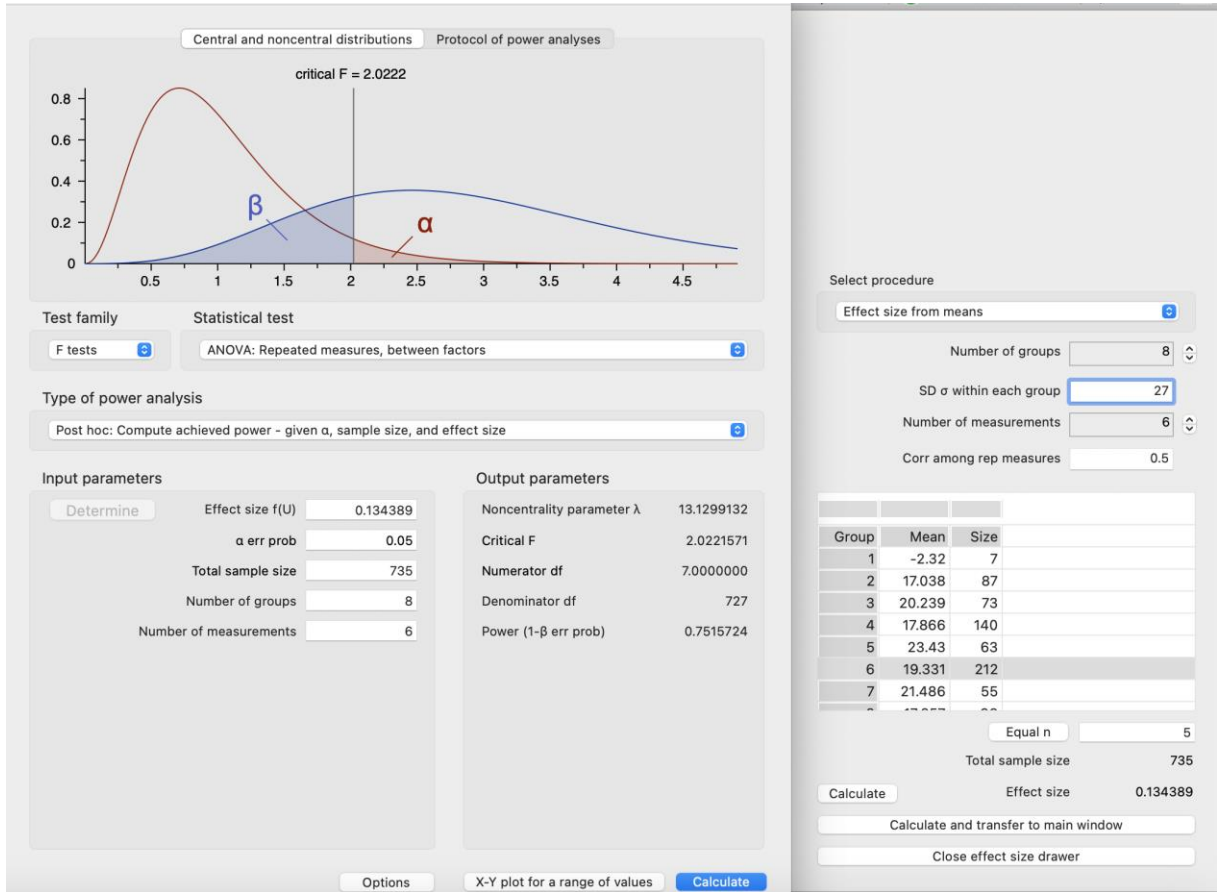 Central and noncentral distributions
Protocol of power analyses
critical F = 2.0222
0.8
0.6
0.4
0.2
0
β
α
0.5 1 1.5 2 2.5 3 3.5 4 4.5
Test family
Statistical test
F tests
ANOVA: Repeated measures, between factors
Type of power analysis
Post hoc: Compute achieved power - given α, sample size, and effect size
Input parameters
Determine
Effect size f(U) 0.134389
α err prob 0.05
Total sample size 735
Number of groups 8
Number of measurements 6
Output parameters
Noncentrality parameter λ 13.1299132
Critical F 2.0221571
Numerator df 7.0000000
Denominator df 727
Power (1-β err prob) 0.7515724
Options
X-Y plot for a range of values
Calculate
Select procedure
Effect size from means
Number of groups 8
SD σ within each group 27
Number of measurements 6
Corr among rep measures 0.5
Group Mean Size
1 -2.32 7
2 17.038 87
3 20.239 73
4 17.866 140
5 23.43 63
6 19.331 212
7 21.486 55
Equal n 5
Total sample size 735
Calculate
Effect size 0.134389
Calculate and transfer to main window
Close effect size drawer